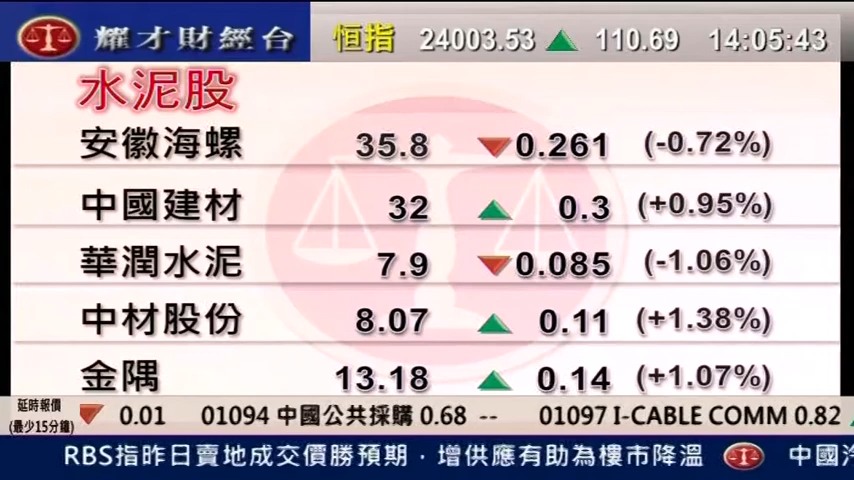 耀才財經台 恒指 24003.53 110.69 14:05:43
水泥股
安徽海螺 35.8 0.261 (-0.72%)
中國建材 32 0.3 (+0.95%)
華潤水泥 7.9 0.085 (-1.06%)
中材股份 8.07 0.11 (+1.38%)
金隅 13.18 0.14 (+1.07%)
延時報價
(最少15分鐘)
0.01 01094 中國公共採購 0.68 -- 01097 I-CABLE COMM 0.82
RBS指昨日賣地成交價勝預期，增供應有助為樓市降溫 中國